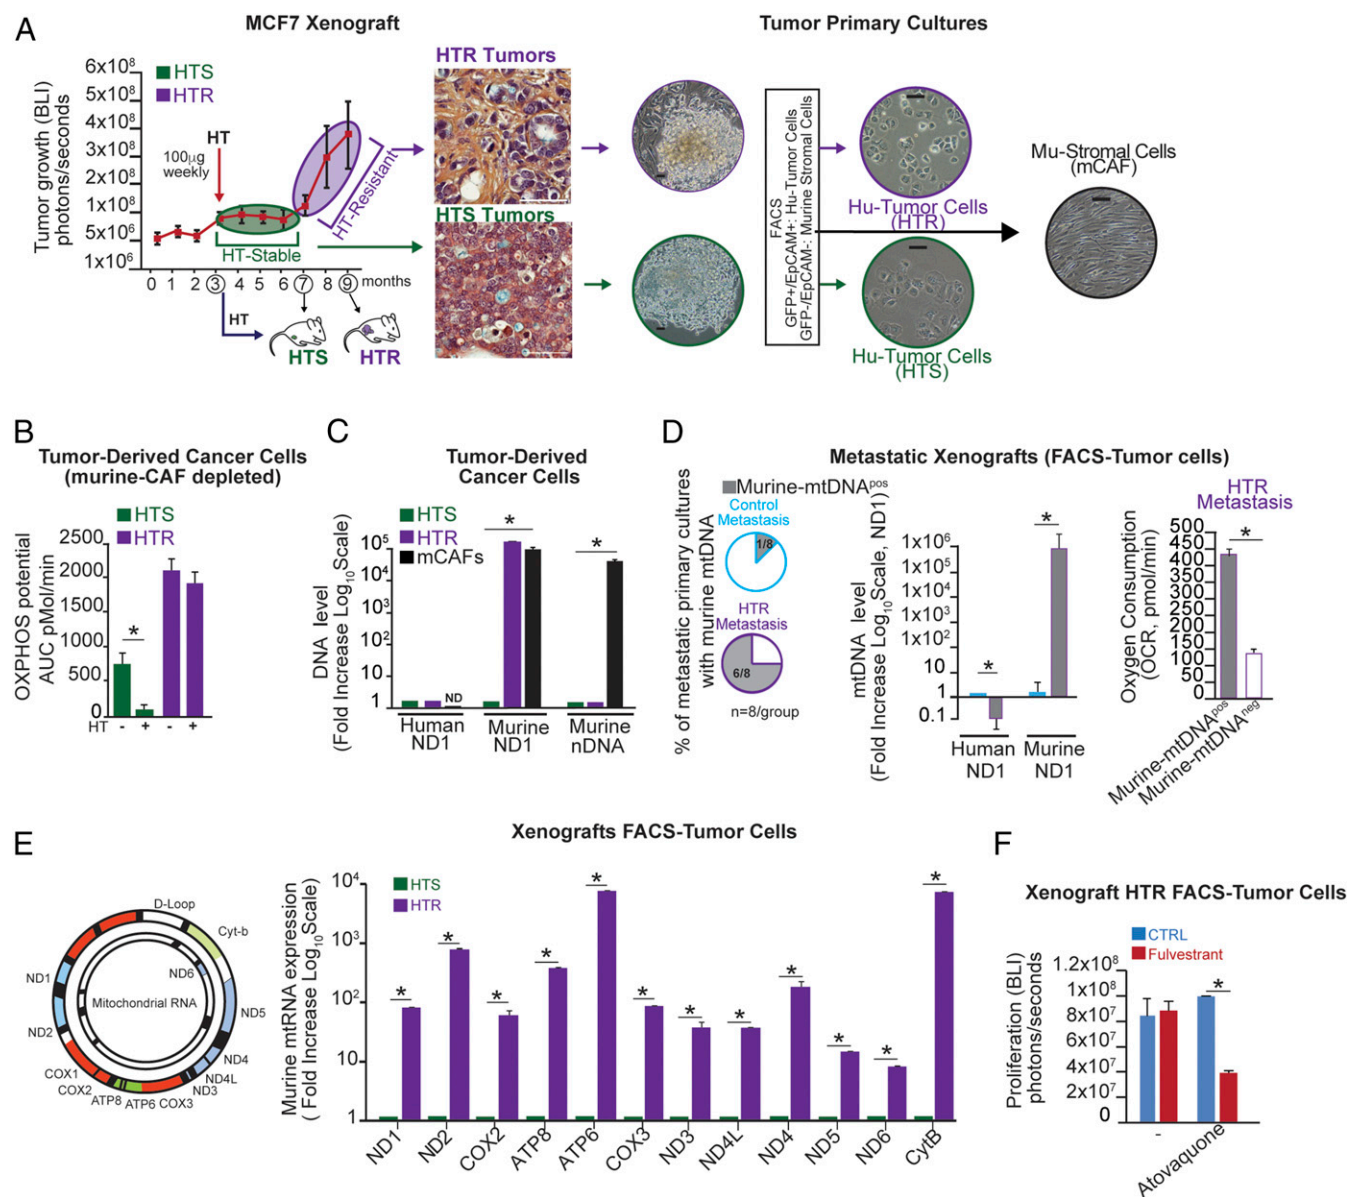 A
MCF7 Xenograft
Tumor Primary Cultures
Tumor growth (BLI)
photons/seconds
6x10⁸
5x10⁸
4x10⁸
3x10⁸
2x10⁸
1x10⁸
5x10⁶
1x10⁶
HTS
HTR
HT
100µg
weekly
HT-Stable
HT-Resistant
0 1 2 3 4 5 6 7 8 9 months
HT
HTS
HTR
HTR Tumors
HTS Tumors
FACS
GFP+/EpCAM+: Hu-Tumor Cells
GFP-/EpCAM-: Murine Stromal Cells
Hu-Tumor Cells
(HTR)
Hu-Tumor Cells
(HTS)
Mu-Stromal Cells
(mCAF)
B
Tumor-Derived Cancer Cells
(murine-CAF depleted)
HTS
HTR
OXPHOS potential
AUC pMol/min
2500
2000
1500
1000
500
0
*
HT - + - +
C
Tumor-Derived
Cancer Cells
HTS
HTR
mCAFs
DNA level
(Fold Increase Log₁₀Scale)
10⁵
10⁴
10³
10²
10
1
ND
*
*
Human
ND1
Murine
ND1
Murine
nDNA
D
Metastatic Xenografts (FACS-Tumor cells)
% of metastatic primary cultures
with murine mtDNA
Murine-mtDNAᵖᵒˢ
Control
Metastasis
1/8
HTR
Metastasis
6/8
n=8/group
mtDNA level
(Fold Increase Log₁₀Scale, ND1)
1x10⁶
1x10⁵
1x10⁴
1x10³
1x10²
10
1
0.1
*
*
Human
ND1
Murine
ND1
HTR
Metastasis
Oxygen Consumption
(OCR, pmol/min)
500
450
400
350
300
250
200
150
100
50
0
*
Murine-mtDNAᵖᵒˢ
Murine-mtDNAⁿᵉᵍ
E
Xenografts FACS-Tumor Cells
D-Loop
Cyt-b
ND6
ND1
Mitochondrial RNA
ND5
ND2
ND4
COX1
ND4L
COX2
ND3
ATP8
ATP6
COX3
Murine mtRNA expression
( Fold Increase Log₁₀Scale)
HTS
HTR
10⁴
10³
10²
10
1
* * * * * * * * * * * *
ND1 ND2 COX2 ATP8 ATP6 COX3 ND3 ND4L ND4 ND5 ND6 CytB
F
Xenograft HTR FACS-Tumor Cells
CTRL
Fulvestrant
Proliferation (BLI)
photons/seconds
1.2x10⁸
1x10⁸
8x10⁷
6x10⁷
4x10⁷
2x10⁷
0
*
-
Atovaquone